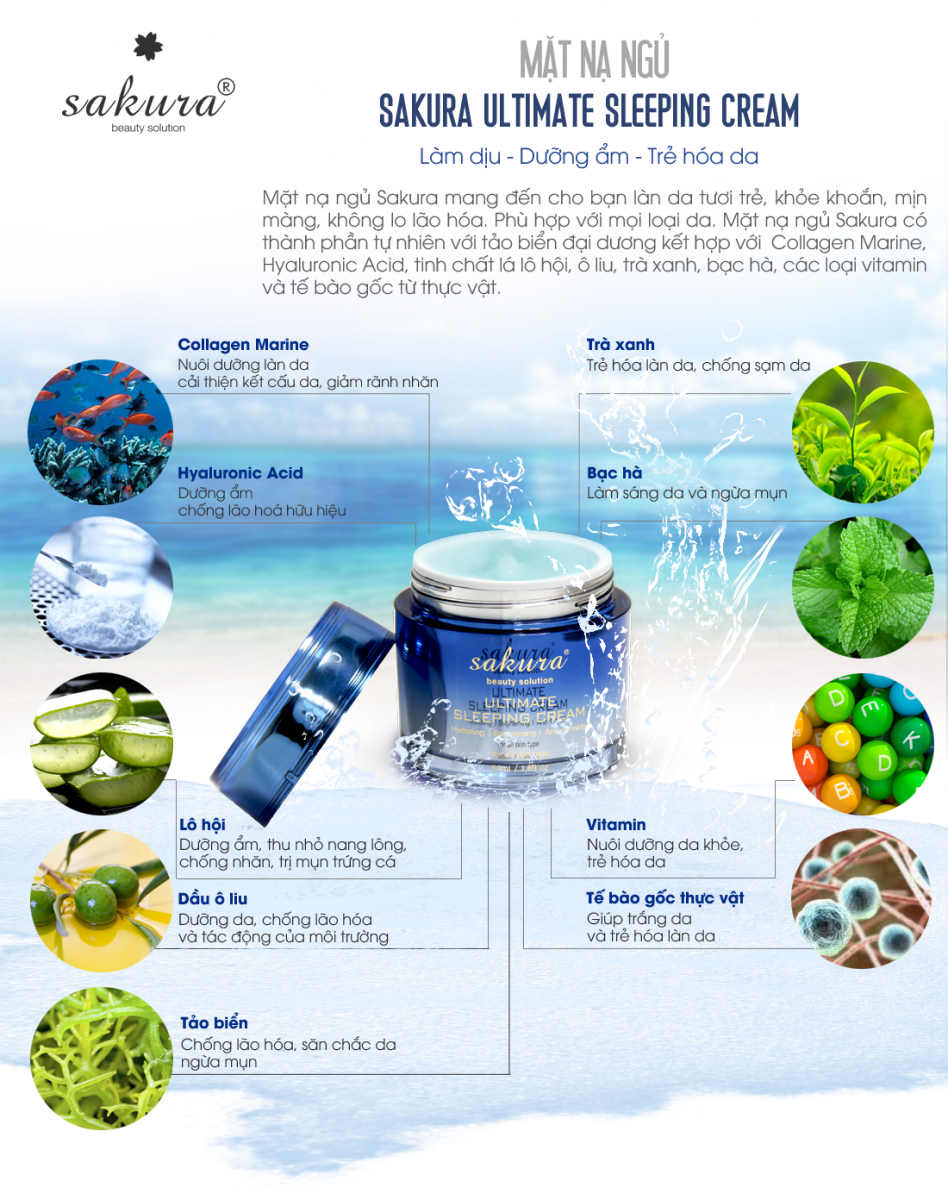 sakura®
beauty solution
MẶT NẠ NGỦ
SAKURA ULTIMATE SLEEPING CREAM
Làm dịu - Dưỡng ẩm - Trẻ hóa da
Mặt nạ ngủ Sakura mang đến cho bạn làn da tươi trẻ, khỏe khoắn, mịn
màng, không lo lão hóa. Phù hợp với mọi loại da. Mặt nạ ngủ Sakura có
thành phần tự nhiên với tảo biển đại dương kết hợp với Collagen Marine,
Hyaluronic Acid, tinh chất lá lô hội, ô liu, trà xanh, bạc hà, các loại vitamin
và tế bào gốc từ thực vật.
Collagen Marine
Nuôi dưỡng làn da
cải thiện kết cấu da, giảm rãnh nhăn
Trà xanh
Trẻ hóa làn da, chống sạm da
Hyaluronic Acid
Dưỡng ẩm
chống lão hoá hữu hiệu
Bạc hà
Làm sáng da và ngừa mụn
sakura®
beauty solution
ULTIMATE
SLEEPING CREAM
Lô hội
Dưỡng ẩm, thu nhỏ nang lông,
chống nhăn, trị mụn trứng cá
Vitamin
Nuôi dưỡng da khỏe,
trẻ hóa da
D
E
A
C
K
B
Dầu ô liu
Dưỡng da, chống lão hóa
và tác động của môi trường
Tế bào gốc thực vật
Giúp trắng da
và trẻ hóa làn da
Tảo biển
Chống lão hóa, săn chắc da
ngừa mụn